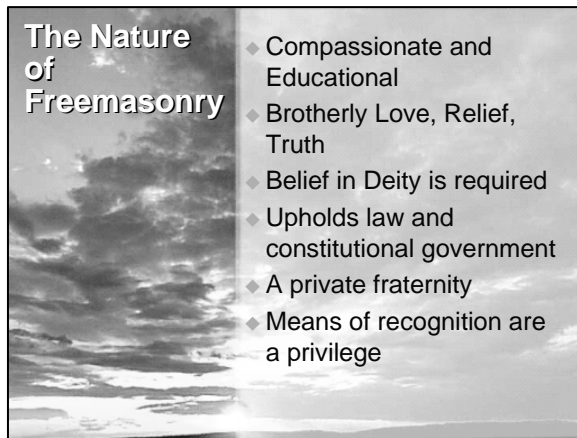 The Nature
of
Freemasonry
Compassionate and
Educational
Brotherly Love, Relief,
Truth
Belief in Deity is required
Upholds law and
constitutional government
A private fraternity
Means of recognition are
a privilege